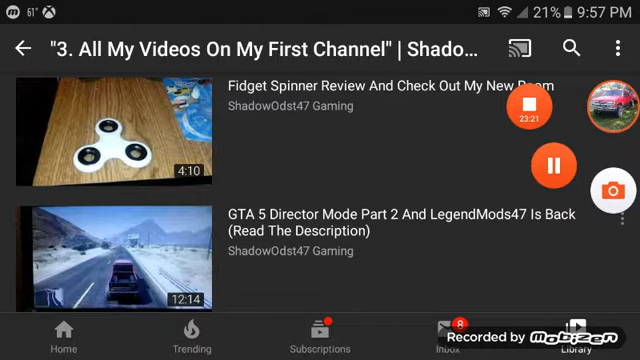 61° 21% 9:57 PM
"3. All My Videos On My First Channel" | Shado...
Fidget Spinner Review And Check Out My New Room
ShadowOdst47 Gaming
23:21
4:10
GTA 5 Director Mode Part 2 And LegendMods47 Is Back
(Read The Description)
ShadowOdst47 Gaming
12:14
8
Home Trending Subscriptions Inbox Library
Recorded by Mobizen